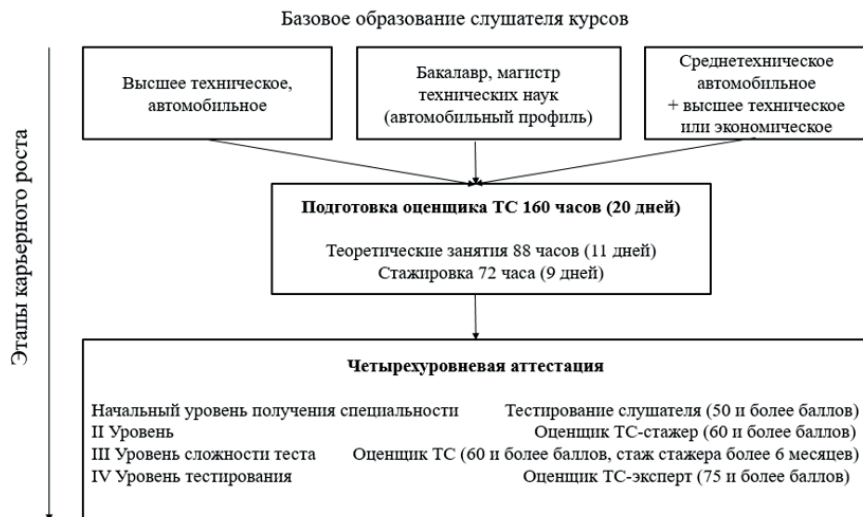 Базовое образование слушателя курсов
Этапы карьерного роста
Высшее техническое,
автомобильное
Бакалавр, магистр
технических наук
(автомобильный профиль)
Среднетехническое
автомобильное
+ высшее техническое
или экономическое
Подготовка оценщика ТС 160 часов (20 дней)
Теоретические занятия 88 часов (11 дней)
Стажировка 72 часа (9 дней)
Четырехуровневая аттестация
Начальный уровень получения специальности Тестирование слушателя (50 и более баллов)
II Уровень Оценщик ТС-стажер (60 и более баллов)
III Уровень сложности теста Оценщик ТС (60 и более баллов, стаж стажера более 6 месяцев)
IV Уровень тестирования Оценщик ТС-эксперт (75 и более баллов)